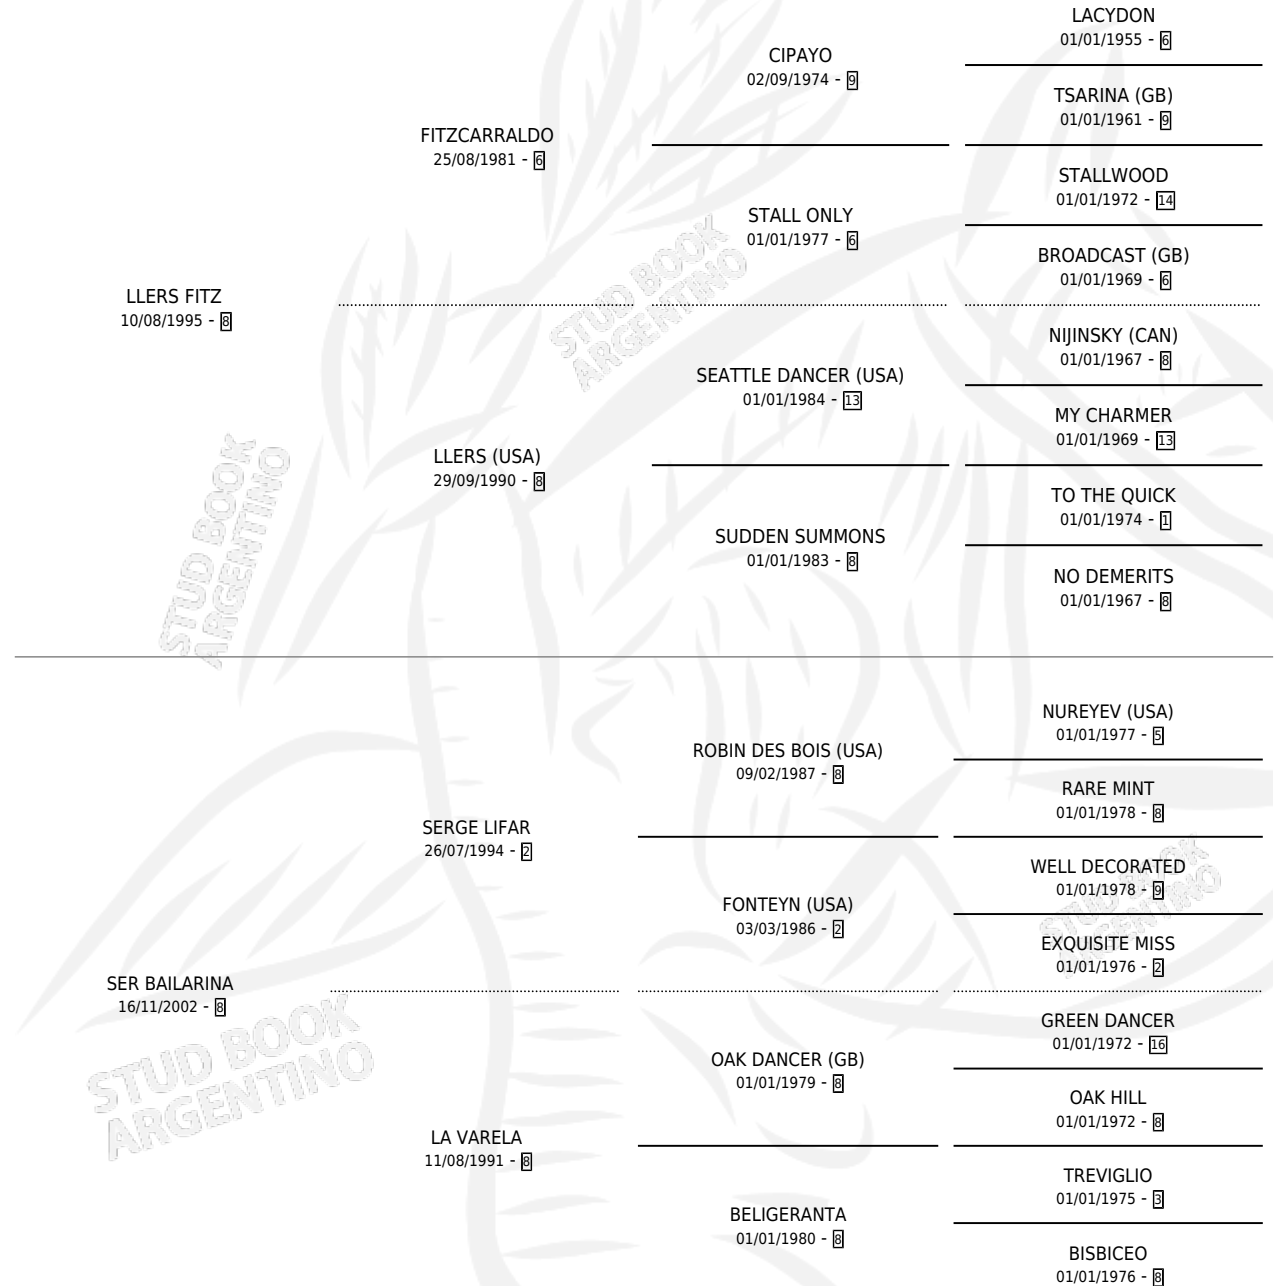 LACYDON
01/01/1955 - 6
CIPAYO
02/09/1974 - 9
TSARINA (GB)
01/01/1961 - 9
FITZCARRALDO
25/08/1981 - 6
STALLWOOD
01/01/1972 - 14
STALL ONLY
01/01/1977 - 6
BROADCAST (GB)
01/01/1969 - 6
LLERS FITZ
10/08/1995 - 8
NIJINSKY (CAN)
01/01/1967 - 8
SEATTLE DANCER (USA)
01/01/1984 - 13
MY CHARMER
01/01/1969 - 13
LLERS (USA)
29/09/1990 - 8
TO THE QUICK
01/01/1974 - 1
SUDDEN SUMMONS
01/01/1983 - 8
NO DEMERITS
01/01/1967 - 8
STUD BOOK
ARGENTINO
STUD BOOK
ARGENTINO
NUREYEV (USA)
01/01/1977 - 5
ROBIN DES BOIS (USA)
09/02/1987 - 8
RARE MINT
01/01/1978 - 8
SERGE LIFAR
26/07/1994 - 2
WELL DECORATED
01/01/1978 - 9
FONTEYN (USA)
03/03/1986 - 2
EXQUISITE MISS
01/01/1976 - 2
SER BAILARINA
16/11/2002 - 8
GREEN DANCER
01/01/1972 - 16
OAK DANCER (GB)
01/01/1979 - 8
OAK HILL
01/01/1972 - 8
LA VARELA
11/08/1991 - 8
TREVIGLIO
01/01/1975 - 3
BELIGERANTA
01/01/1980 - 8
BISBICEO
01/01/1976 - 8
STUD BOOK
ARGENTINO
STUD BOOK
ARGENTINO